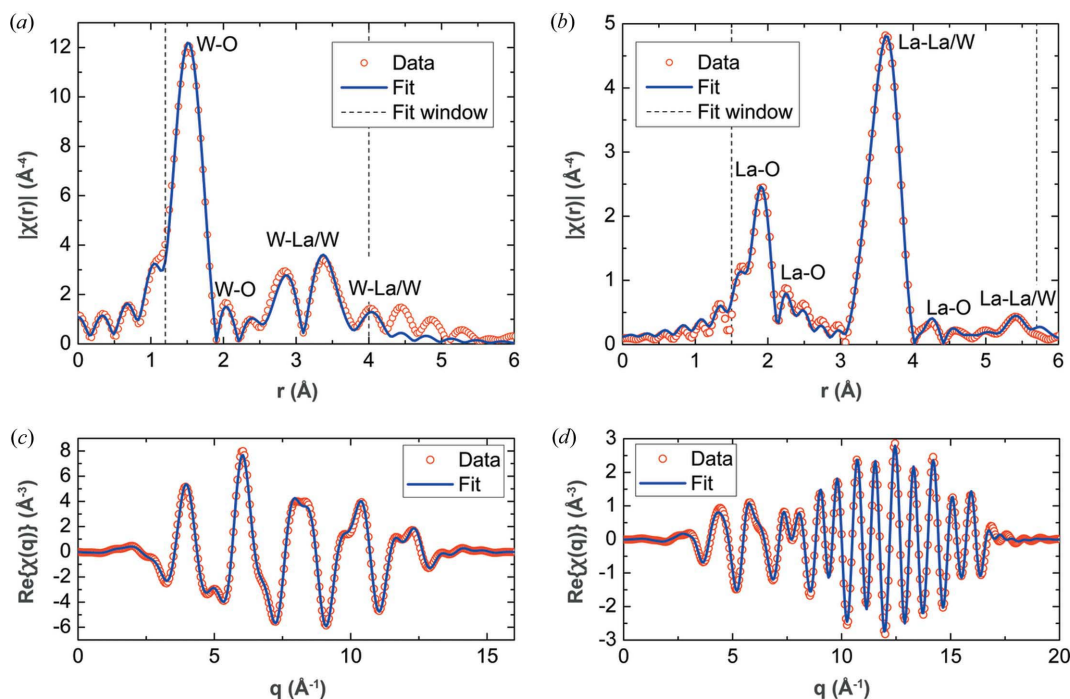 (a)
W-O
Data
Fit
Fit window
W-O
W-La/W
W-La/W
|χ(r)| (Å⁻⁴)
12
10
8
6
4
2
0
0 1 2 3 4 5 6
r (Å)
(b)
Data
Fit
Fit window
La-La/W
La-O
La-O
La-O
La-La/W
|χ(r)| (Å⁻⁴)
5
4
3
2
1
0
0 1 2 3 4 5 6
r (Å)
(c)
Data
Fit
Re{χ(q)} (Å⁻³)
8
6
4
2
0
-2
-4
-6
0 5 10 15
q (Å⁻¹)
(d)
Data
Fit
Re{χ(q)} (Å⁻³)
3
2
1
0
-1
-2
-3
0 5 10 15 20
q (Å⁻¹)